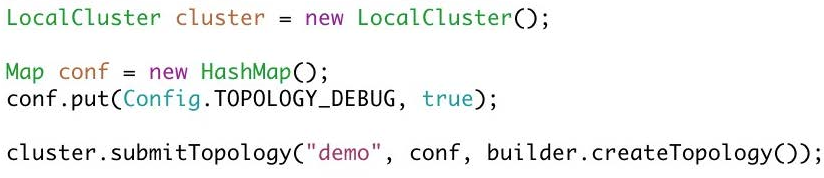 LocalCluster cluster = new LocalCluster();
Map conf = new HashMap();
conf.put(Config.TOPOLOGY_DEBUG, true);
cluster.submitTopology("demo", conf, builder.createTopology());